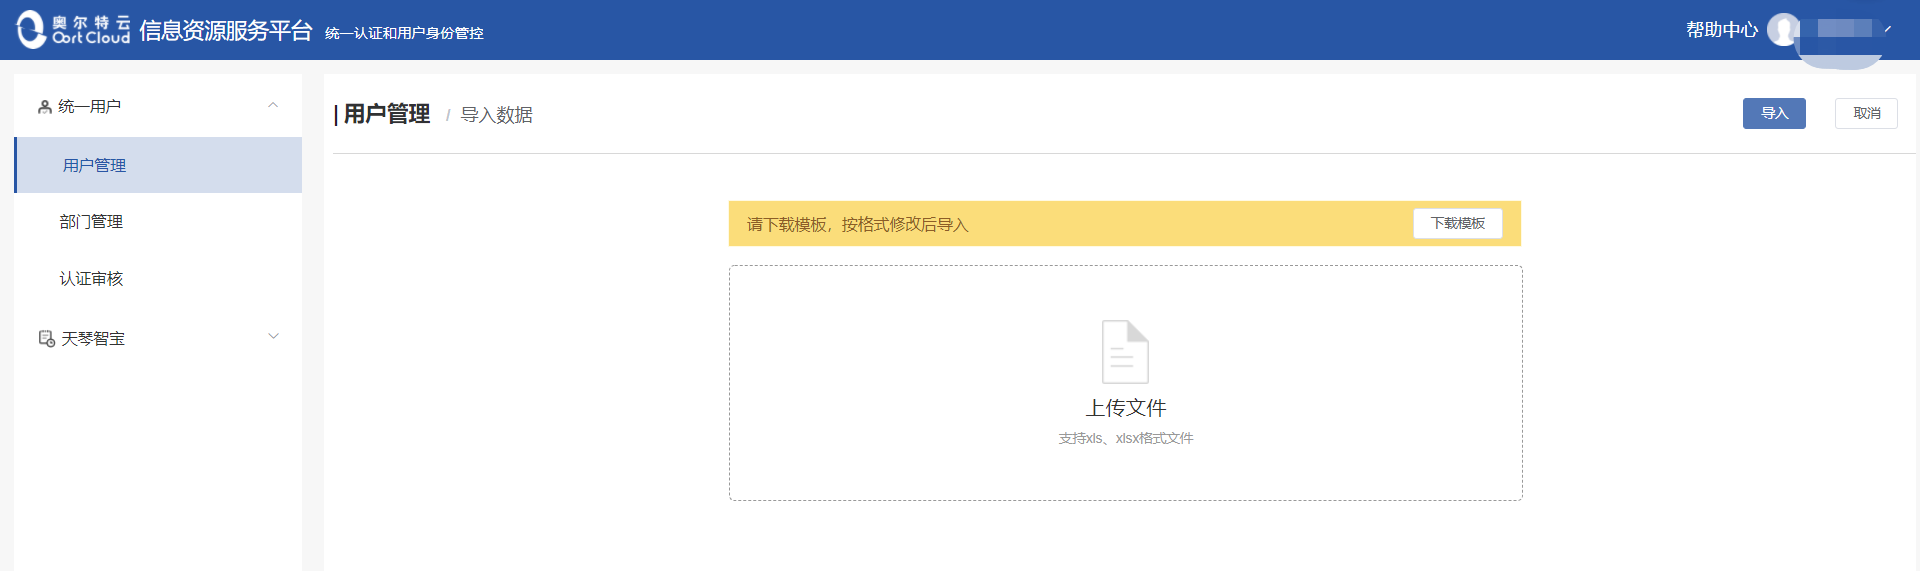 奥尔特云
Oort Cloud
信息资源服务平台 统一认证和用户身份管控
帮助中心
统一用户
用户管理
部门管理
认证审核
天琴智宝
用户管理 / 导入数据
导入
取消
请下载模板，按格式修改后导入
下载模板
上传文件
支持xls、xlsx格式文件